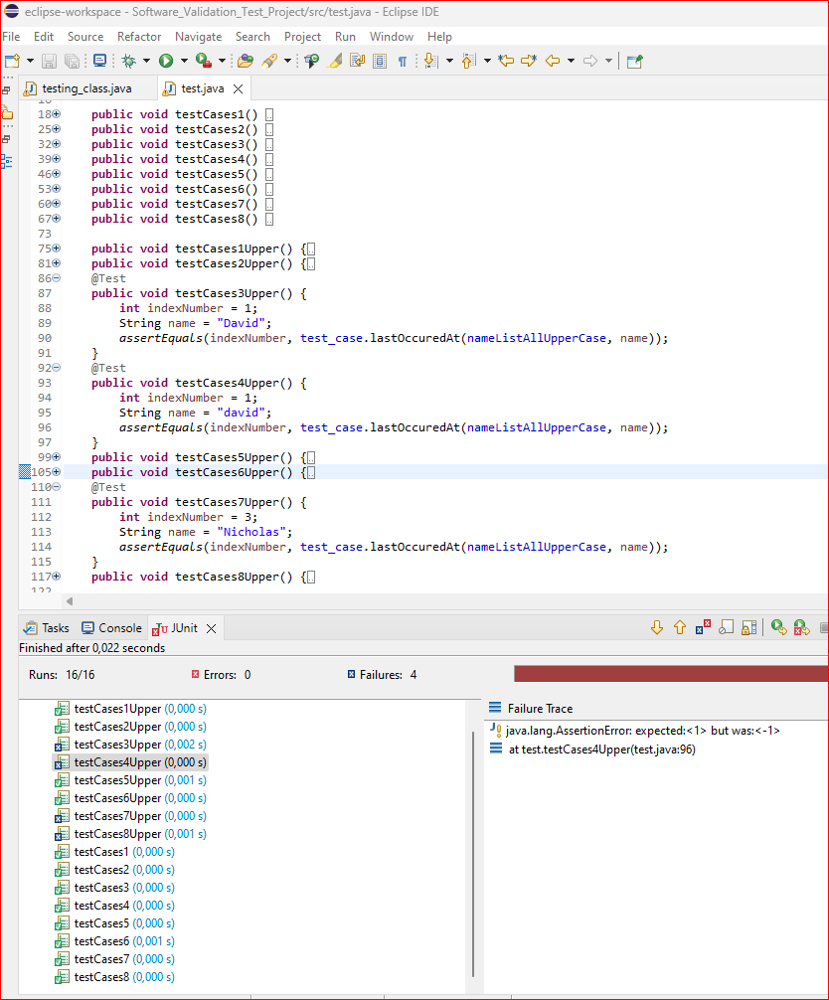 eclipse-workspace - Software_Validation_Test_Project/src/test.java - Eclipse IDE
File Edit Source Refactor Navigate Search Project Run Window Help
testing_class.java test.java
18 public void testCases1()
25 public void testCases2()
32 public void testCases3()
39 public void testCases4()
46 public void testCases5()
53 public void testCases6()
60 public void testCases7()
67 public void testCases8()
73
75 public void testCases1Upper() {
81 public void testCases2Upper() {
86 @Test
87 public void testCases3Upper() {
88 int indexNumber = 1;
89 String name = "David";
90 assertEquals(indexNumber, test_case.lastOccuredAt(nameListAllUpperCase, name));
91 }
92 @Test
93 public void testCases4Upper() {
94 int indexNumber = 1;
95 String name = "david";
96 assertEquals(indexNumber, test_case.lastOccuredAt(nameListAllUpperCase, name));
97 }
99 public void testCases5Upper() {
105 public void testCases6Upper() {
110 @Test
111 public void testCases7Upper() {
112 int indexNumber = 3;
113 String name = "Nicholas";
114 assertEquals(indexNumber, test_case.lastOccuredAt(nameListAllUpperCase, name));
115 }
117 public void testCases8Upper() {
122
Tasks Console JUnit
Finished after 0,022 seconds
Runs: 16/16 Errors: 0 Failures: 4
testCases1Upper (0,000 s)
testCases2Upper (0,000 s)
testCases3Upper (0,002 s)
testCases4Upper (0,000 s)
testCases5Upper (0,001 s)
testCases6Upper (0,000 s)
testCases7Upper (0,000 s)
testCases8Upper (0,001 s)
testCases1 (0,000 s)
testCases2 (0,000 s)
testCases3 (0,000 s)
testCases4 (0,000 s)
testCases5 (0,000 s)
testCases6 (0,001 s)
testCases7 (0,000 s)
testCases8 (0,000 s)
Failure Trace
java.lang.AssertionError: expected:<1> but was:<-1>
at test.testCases4Upper(test.java:96)